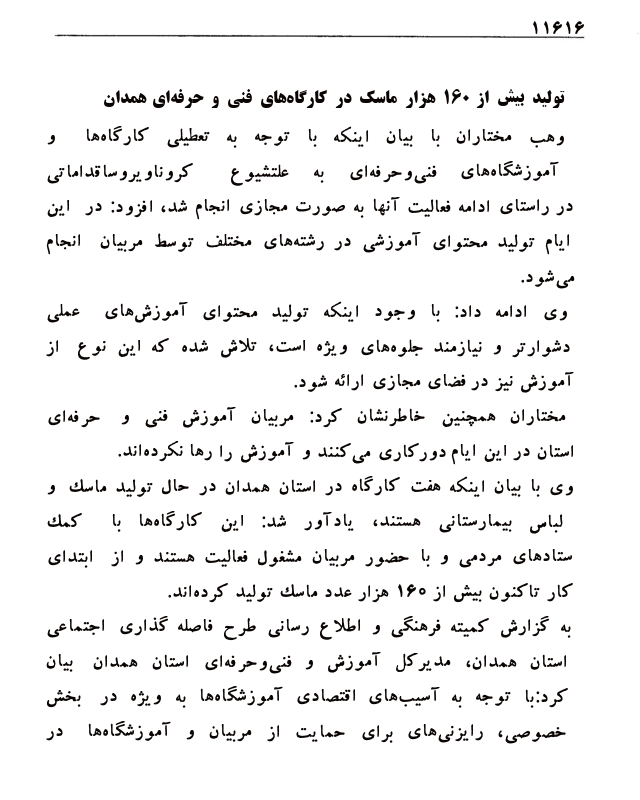 ۱۱۶۱۶
تولید بیش از ۱۶۰ هزار ماسک در کارگاه‌های فنی و حرفه‌ای همدان
وهب مختاران با بیان اینکه با توجه به تعطیلی کارگاه‌ها و
آموزشگاه‌های فنی‌وحرفه‌ای به علتشیوع کروناویروساقداماتی
در راستای ادامه فعالیت آنها به صورت مجازی انجام شد، افزود: در این
ایام تولید محتوای آموزشی در رشته‌های مختلف توسط مربیان انجام
می‌شود.
وی ادامه داد: با وجود اینکه تولید محتوای آموزش‌های عملی
دشوارتر و نیازمند جلوه‌های ویژه است، تلاش شده که این نوع از
آموزش نیز در فضای مجازی ارائه شود.
مختاران همچنین خاطرنشان کرد: مربیان آموزش فنی و حرفه‌ای
استان در این ایام دورکاری می‌کنند و آموزش را رها نکرده‌اند.
وی با بیان اینکه هفت کارگاه در استان همدان در حال تولید ماسک و
لباس بیمارستانی هستند، یادآور شد: این کارگاه‌ها با کمک
ستادهای مردمی و با حضور مربیان مشغول فعالیت هستند و از ابتدای
کار تاکنون بیش از ۱۶۰ هزار عدد ماسک تولید کرده‌اند.
به گزارش کمیته فرهنگی و اطلاع رسانی طرح فاصله گذاری اجتماعی
استان همدان، مدیرکل آموزش و فنی‌وحرفه‌ای استان همدان بیان
کرد:با توجه به آسیب‌های اقتصادی آموزشگاه‌ها به ویژه در بخش
خصوصی، رایزنی‌های برای حمایت از مربیان و آموزشگاه‌ها در